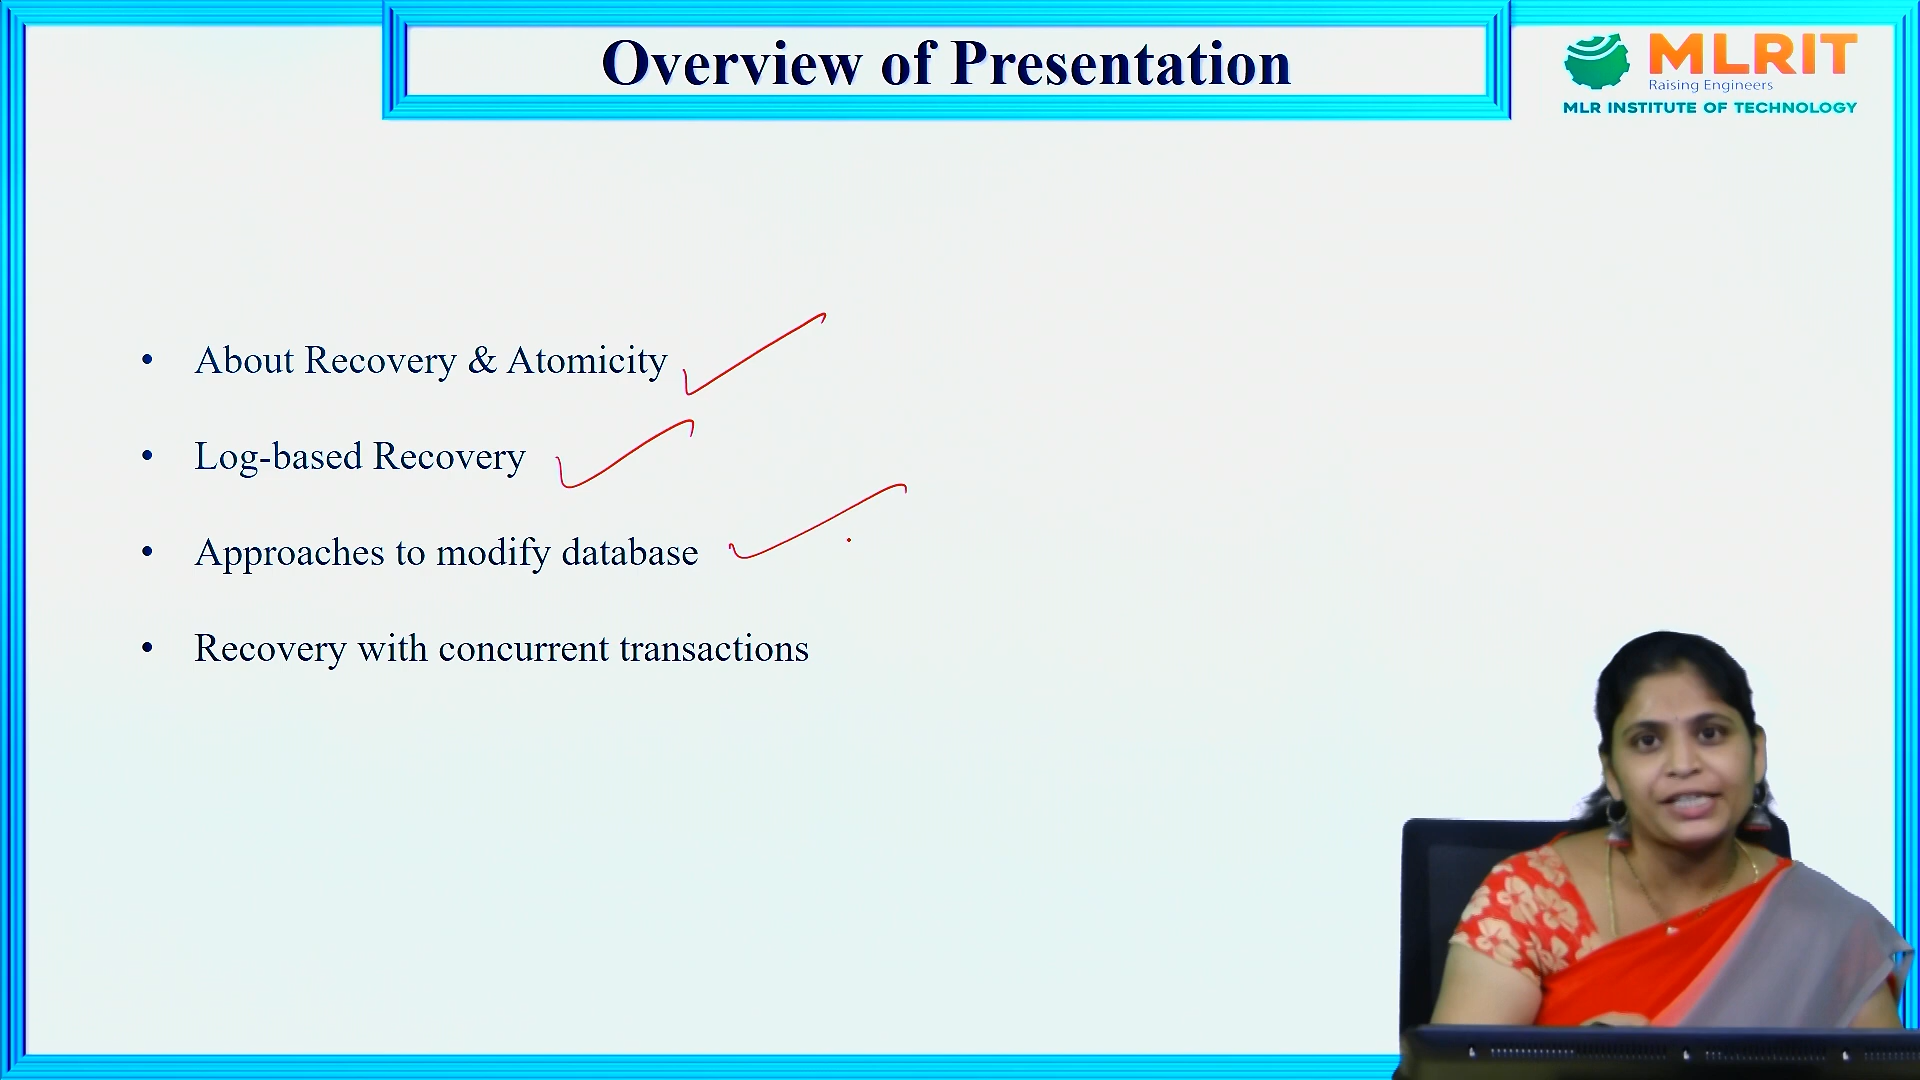 Overview of Presentation
MLRIT
Raising Engineers
MLR INSTITUTE OF TECHNOLOGY
• About Recovery & Atomicity
• Log-based Recovery
• Approaches to modify database
• Recovery with concurrent transactions